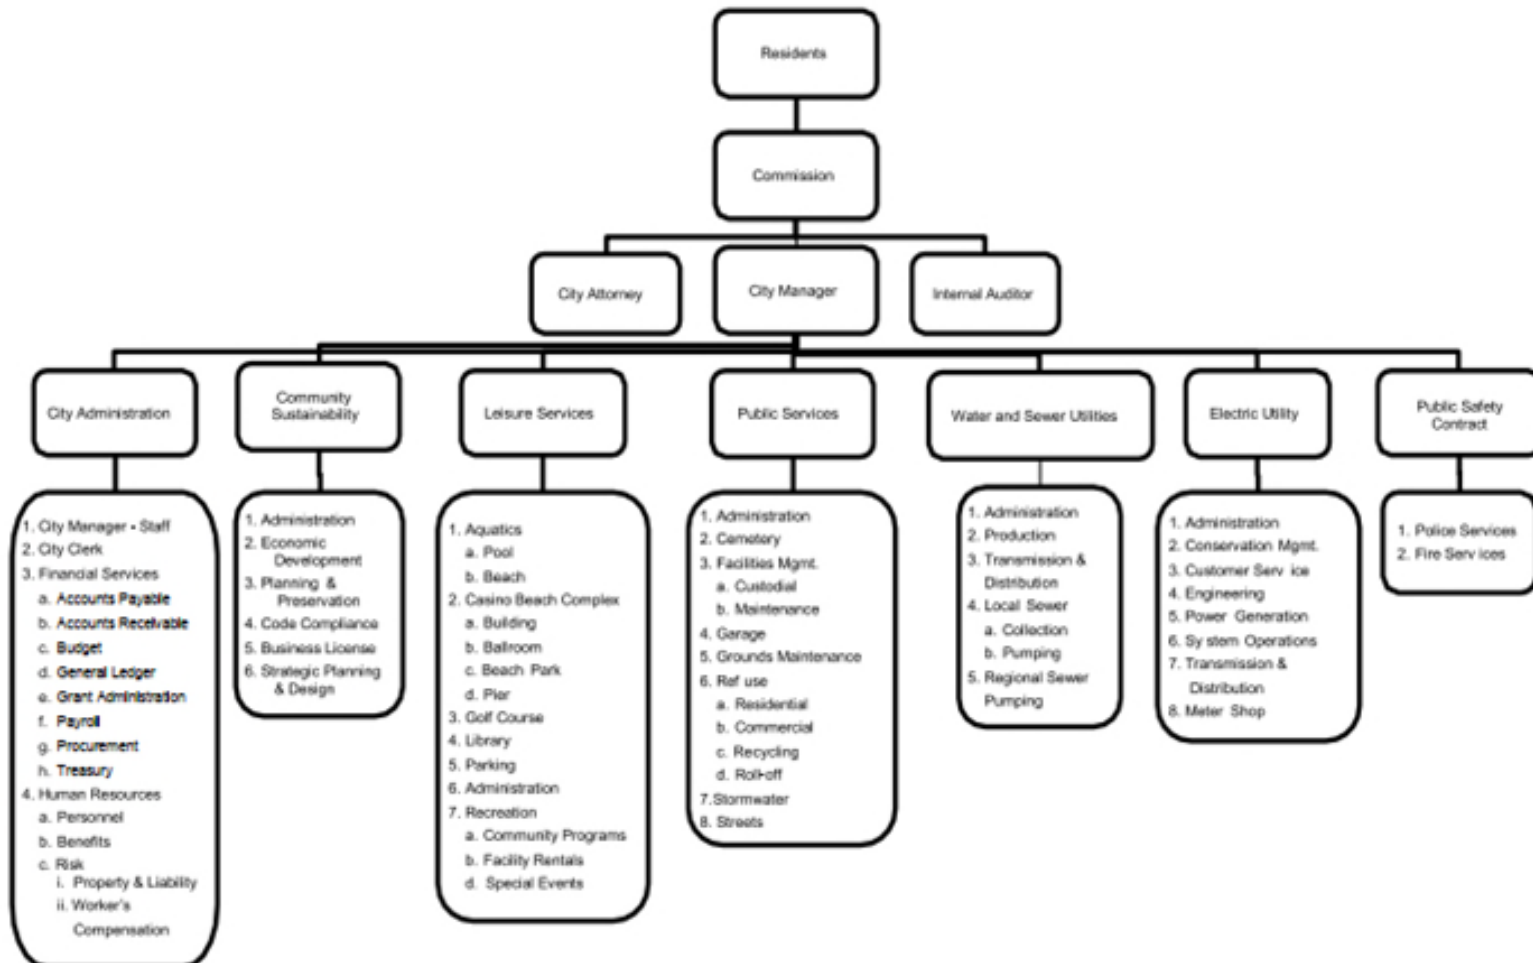 Residents
Commission
City Attorney
City Manager
Internal Auditor
City Administration
Community
Sustainability
Leisure Services
Public Services
Water and Sewer Utilities
Electric Utility
Public Safety
Contract
1. City Manager - Staff
2. City Clerk
3. Financial Services
a. Accounts Payable
b. Accounts Receivable
c. Budget
d. General Ledger
e. Grant Administration
f. Payroll
g. Procurement
h. Treasury
4. Human Resources
a. Personnel
b. Benefits
c. Risk
i. Property & Liability
ii. Worker's
Compensation
1. Administration
2. Economic
Development
3. Planning &
Preservation
4. Code Compliance
5. Business License
6. Strategic Planning
& Design
1. Aquatics
a. Pool
b. Beach
2. Casino Beach Complex
a. Building
b. Ballroom
c. Beach Park
d. Pier
3. Golf Course
4. Library
5. Parking
6. Administration
7. Recreation
a. Community Programs
b. Facility Rentals
d. Special Events
1. Administration
2. Cemetery
3. Facilities Mgmt.
a. Custodial
b. Maintenance
4. Garage
5. Grounds Maintenance
6. Ref use
a. Residential
b. Commercial
c. Recycling
d. Roll-off
7.Stormwater
8. Streets
1. Administration
2. Production
3. Transmission &
Distribution
4. Local Sewer
a. Collection
b. Pumping
5. Regional Sewer
Pumping
1. Administration
2. Conservation Mgmt.
3. Customer Serv ice
4. Engineering
5. Power Generation
6. Sy stem Operations
7. Transmission &
Distribution
8. Meter Shop
1. Police Services
2. Fire Serv ices